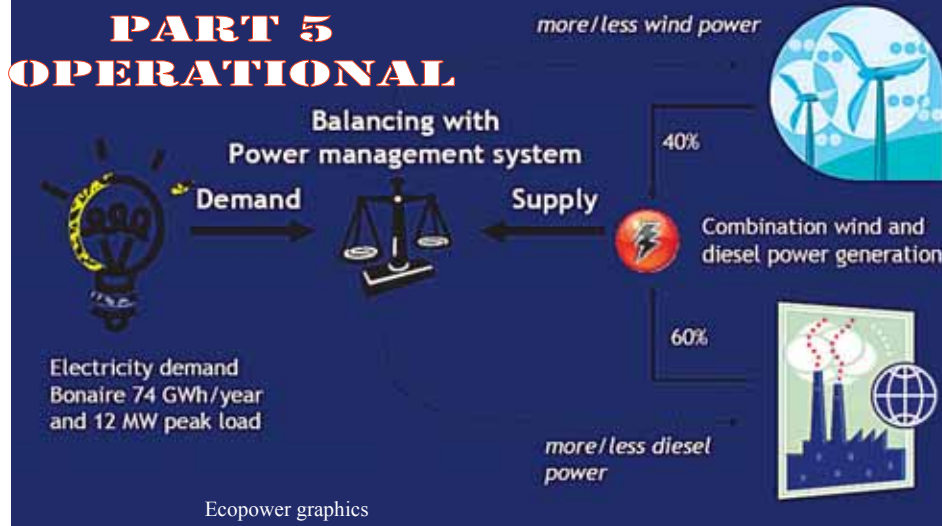 PART 5
OPERATIONAL
more/less wind power
Balancing with
Power management system
40%
Demand
Supply
Combination wind and
diesel power generation
60%
Electricity demand
Bonaire 74 GWh/year
and 12 MW peak load
more/less diesel
power
Ecopower graphics